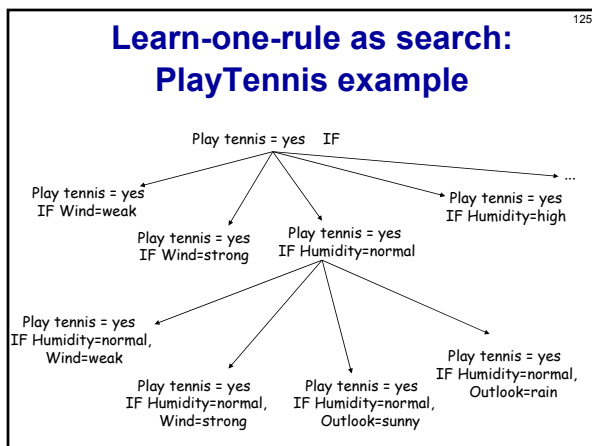 125
Learn-one-rule as search:
PlayTennis example
Play tennis = yes IF
...
Play tennis = yes
IF Wind=weak
Play tennis = yes
IF Wind=strong
Play tennis = yes
IF Humidity=normal
Play tennis = yes
IF Humidity=high
Play tennis = yes
IF Humidity=normal,
Wind=weak
Play tennis = yes
IF Humidity=normal,
Wind=strong
Play tennis = yes
IF Humidity=normal,
Outlook=sunny
Play tennis = yes
IF Humidity=normal,
Outlook=rain